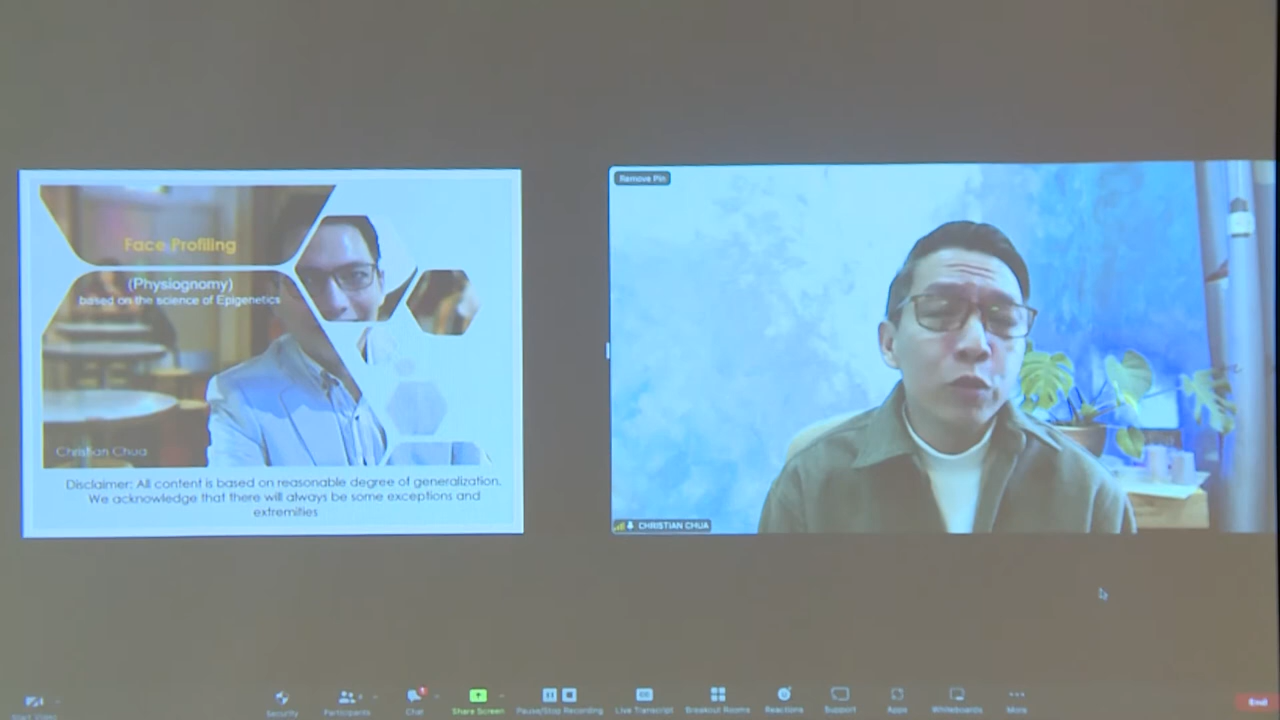 Face Profiling
(Physiognomy)
based on the science of Epigenetics
Christian Chua
Disclaimer: All content is based on reasonable degree of generalization.
We acknowledge that there will always be some exceptions and
extremities
Remove Pin
CHRISTIAN CHUA
Start Video
Security
Participants
Chat
Share Screen
Pause/Stop Recording
Live Transcript
Breakout Rooms
Reactions
Support
Apps
Whiteboards
More
End